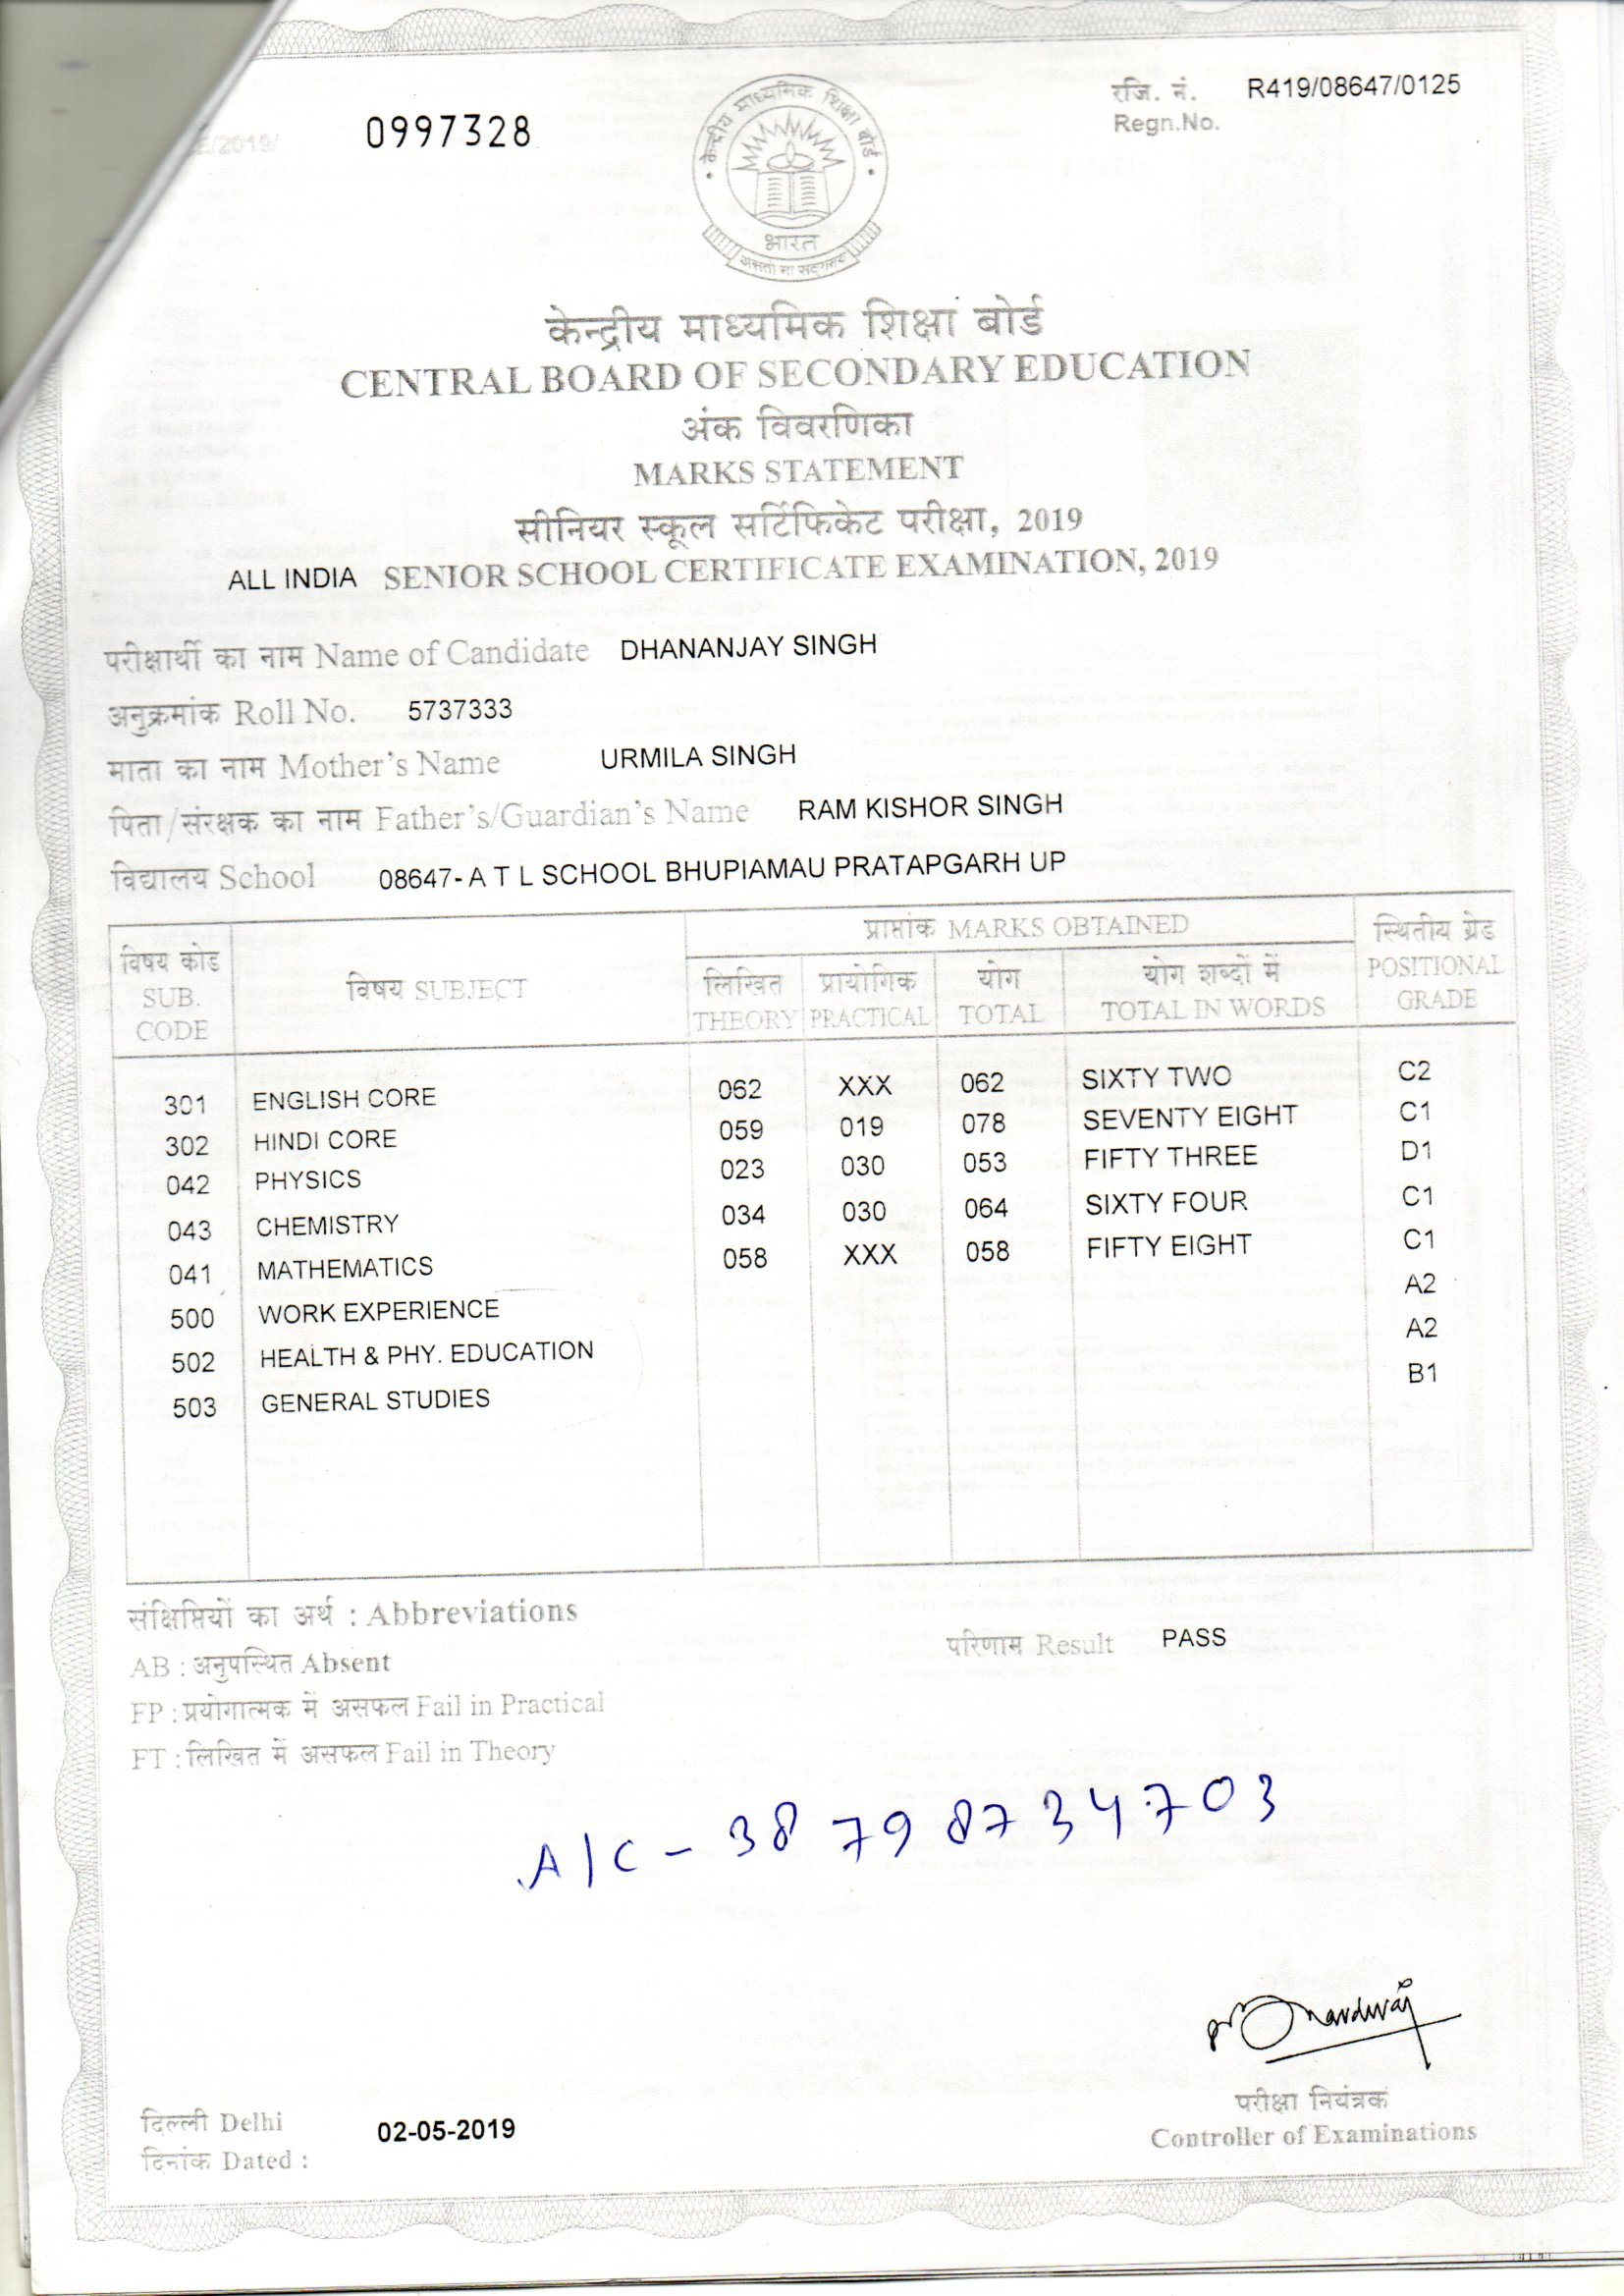 0997328
रजि. नं. R419/08647/0125
Regn.No.
E/2019/
केन्द्रीय माध्यमिक शिक्षा बोर्ड
भारत
असतो मा सद्गमय
केन्द्रीय माध्यमिक शिक्षा बोर्ड
CENTRAL BOARD OF SECONDARY EDUCATION
अंक विवरणिका
MARKS STATEMENT
सीनियर स्कूल सर्टिफिकेट परीक्षा, 2019
ALL INDIA SENIOR SCHOOL CERTIFICATE EXAMINATION, 2019
परीक्षार्थी का नाम Name of Candidate DHANANJAY SINGH
अनुक्रमांक Roll No. 5737333
माता का नाम Mother's Name URMILA SINGH
पिता/संरक्षक का नाम Father's/Guardian's Name RAM KISHOR SINGH
विद्यालय School 08647- A T L SCHOOL BHUPIAMAU PRATAPGARH UP
विषय कोड SUB. CODE विषय SUBJECT प्राप्तांक MARKS OBTAINED स्थितीय ग्रेड POSITIONAL GRADE
लिखित THEORY प्रायोगिक PRACTICAL योग TOTAL योग शब्दों में TOTAL IN WORDS
301 ENGLISH CORE 062 XXX 062 SIXTY TWO C2
302 HINDI CORE 059 019 078 SEVENTY EIGHT C1
042 PHYSICS 023 030 053 FIFTY THREE D1
043 CHEMISTRY 034 030 064 SIXTY FOUR C1
041 MATHEMATICS 058 XXX 058 FIFTY EIGHT C1
500 WORK EXPERIENCE A2
502 HEALTH & PHY. EDUCATION A2
503 GENERAL STUDIES B1
संक्षिप्तियों का अर्थ : Abbreviations
परिणाम Result PASS
AB : अनुपस्थित Absent
FP : प्रयोगात्मक में असफल Fail in Practical
FT : लिखित में असफल Fail in Theory
A/C - 38798734703
परीक्षा नियंत्रक
Controller of Examinations
दिल्ली Delhi
दिनांक Dated : 02-05-2019